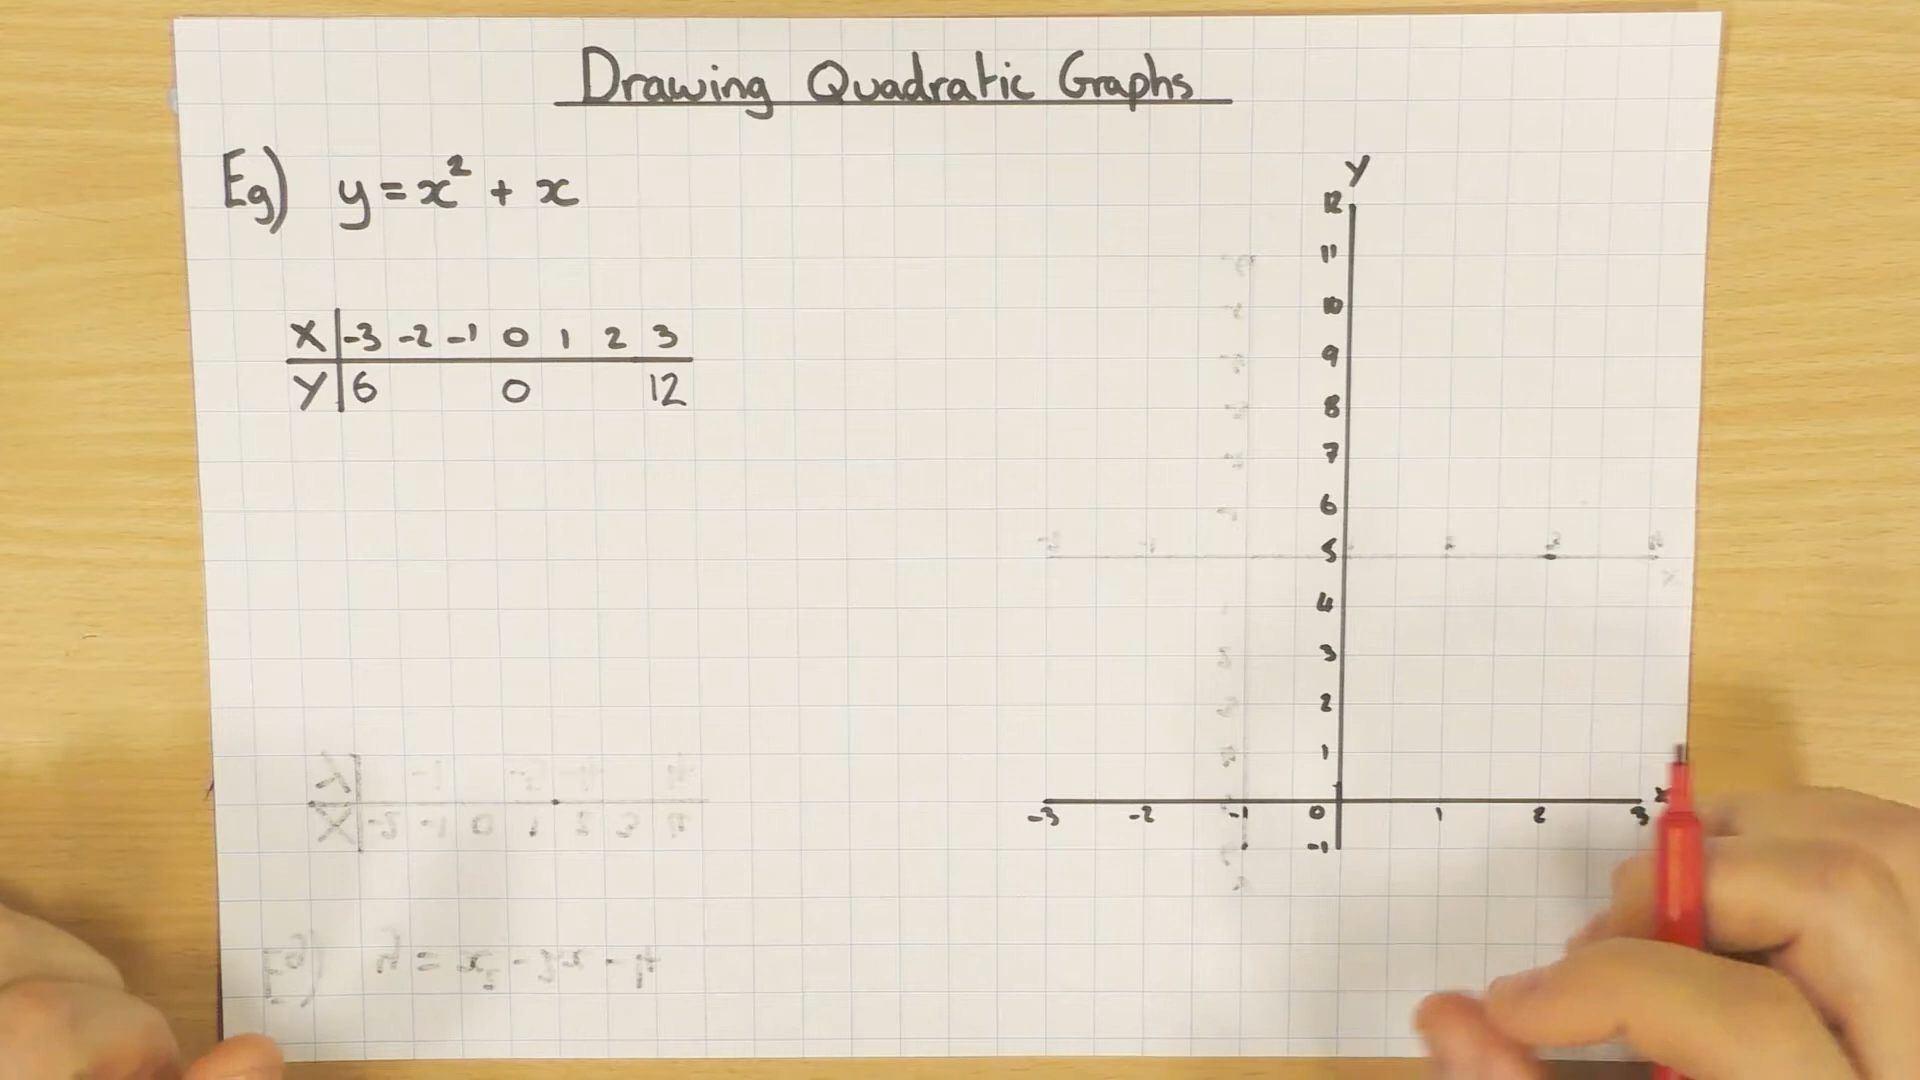 Drawing Quadratic Graphs
Eg) y = x² + x
X -3 -2 -1 0 1 2 3
Y 6 0 12
Y
12
11
10
9
8
7
6
5
4
3
2
1
x
-3 -2 -1 0 1 2 3
-1